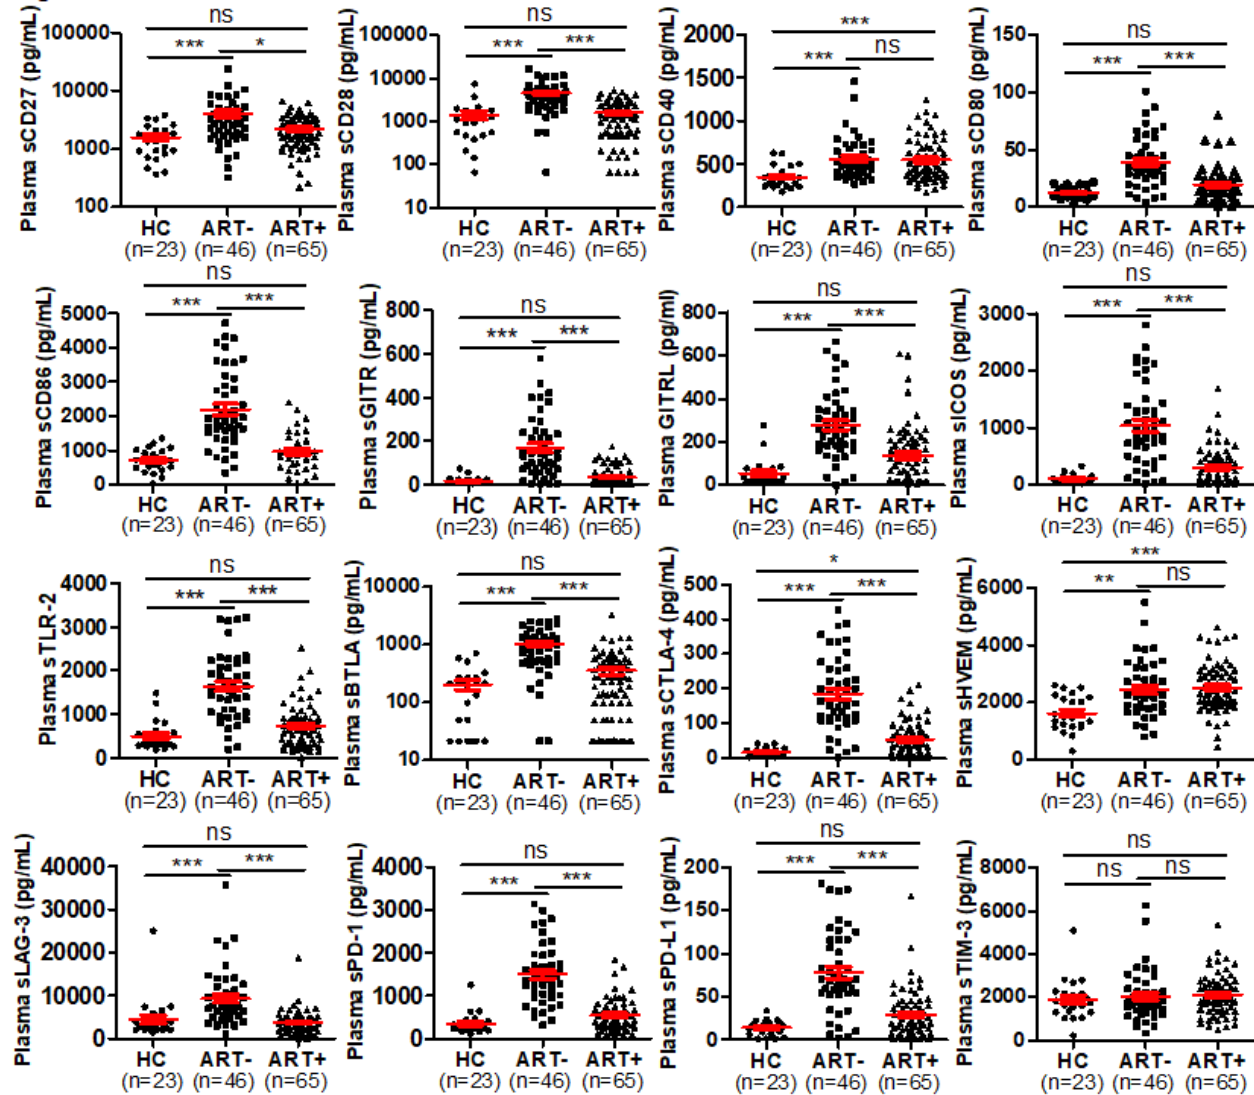 ns
*** *
Plasma sCD27 (pg/mL)
100000
10000
1000
100
HC ART- ART+
(n=23) (n=46) (n=65)
ns
*** ***
Plasma sCD28 (pg/mL)
100000
10000
1000
100
10
HC ART- ART+
(n=23) (n=46) (n=65)
***
*** ns
Plasma sCD40 (pg/mL)
2000
1500
1000
500
0
HC ART- ART+
(n=23) (n=46) (n=65)
ns
*** ***
Plasma sCD80 (pg/mL)
150
100
50
0
HC ART- ART+
(n=23) (n=46) (n=65)
ns
*** ***
Plasma sCD86 (pg/mL)
5000
4000
3000
2000
1000
0
HC ART- ART+
(n=23) (n=46) (n=65)
ns
*** ***
Plasma sGITR (pg/mL)
800
600
400
200
0
HC ART- ART+
(n=23) (n=46) (n=65)
ns
*** ***
Plasma GITRL (pg/ml)
800
600
400
200
0
HC ART- ART+
(n=23) (n=46) (n=65)
ns
*** ***
Plasma sICOS (pg/mL)
3000
2000
1000
0
HC ART- ART+
(n=23) (n=46) (n=65)
ns
*** ***
Plasma sTLR-2
4000
3000
2000
1000
0
HC ART- ART+
(n=23) (n=46) (n=65)
ns
*** ***
Plasma sBTLA (pg/mL)
10000
1000
100
10
HC ART- ART+
(n=23) (n=46) (n=65)
*
*** ***
Plasma sCTLA-4 (pg/mL)
500
400
300
200
100
0
HC ART- ART+
(n=23) (n=46) (n=65)
***
** ns
Plasma sHVEM (pg/mL)
6000
4000
2000
0
HC ART- ART+
(n=23) (n=46) (n=65)
ns
*** ***
Plasma sLAG-3 (pg/mL)
40000
30000
20000
10000
0
HC ART- ART+
(n=23) (n=46) (n=65)
ns
*** ***
Plasma sPD-1 (pg/mL)
4000
3000
2000
1000
0
HC ART- ART+
(n=23) (n=46) (n=65)
ns
*** ***
Plasma sPD-L1 (pg/mL)
200
150
100
50
0
HC ART- ART+
(n=23) (n=46) (n=65)
ns
ns ns
Plasma sTIM-3 (pg/mL)
8000
6000
4000
2000
0
HC ART- ART+
(n=23) (n=46) (n=65)